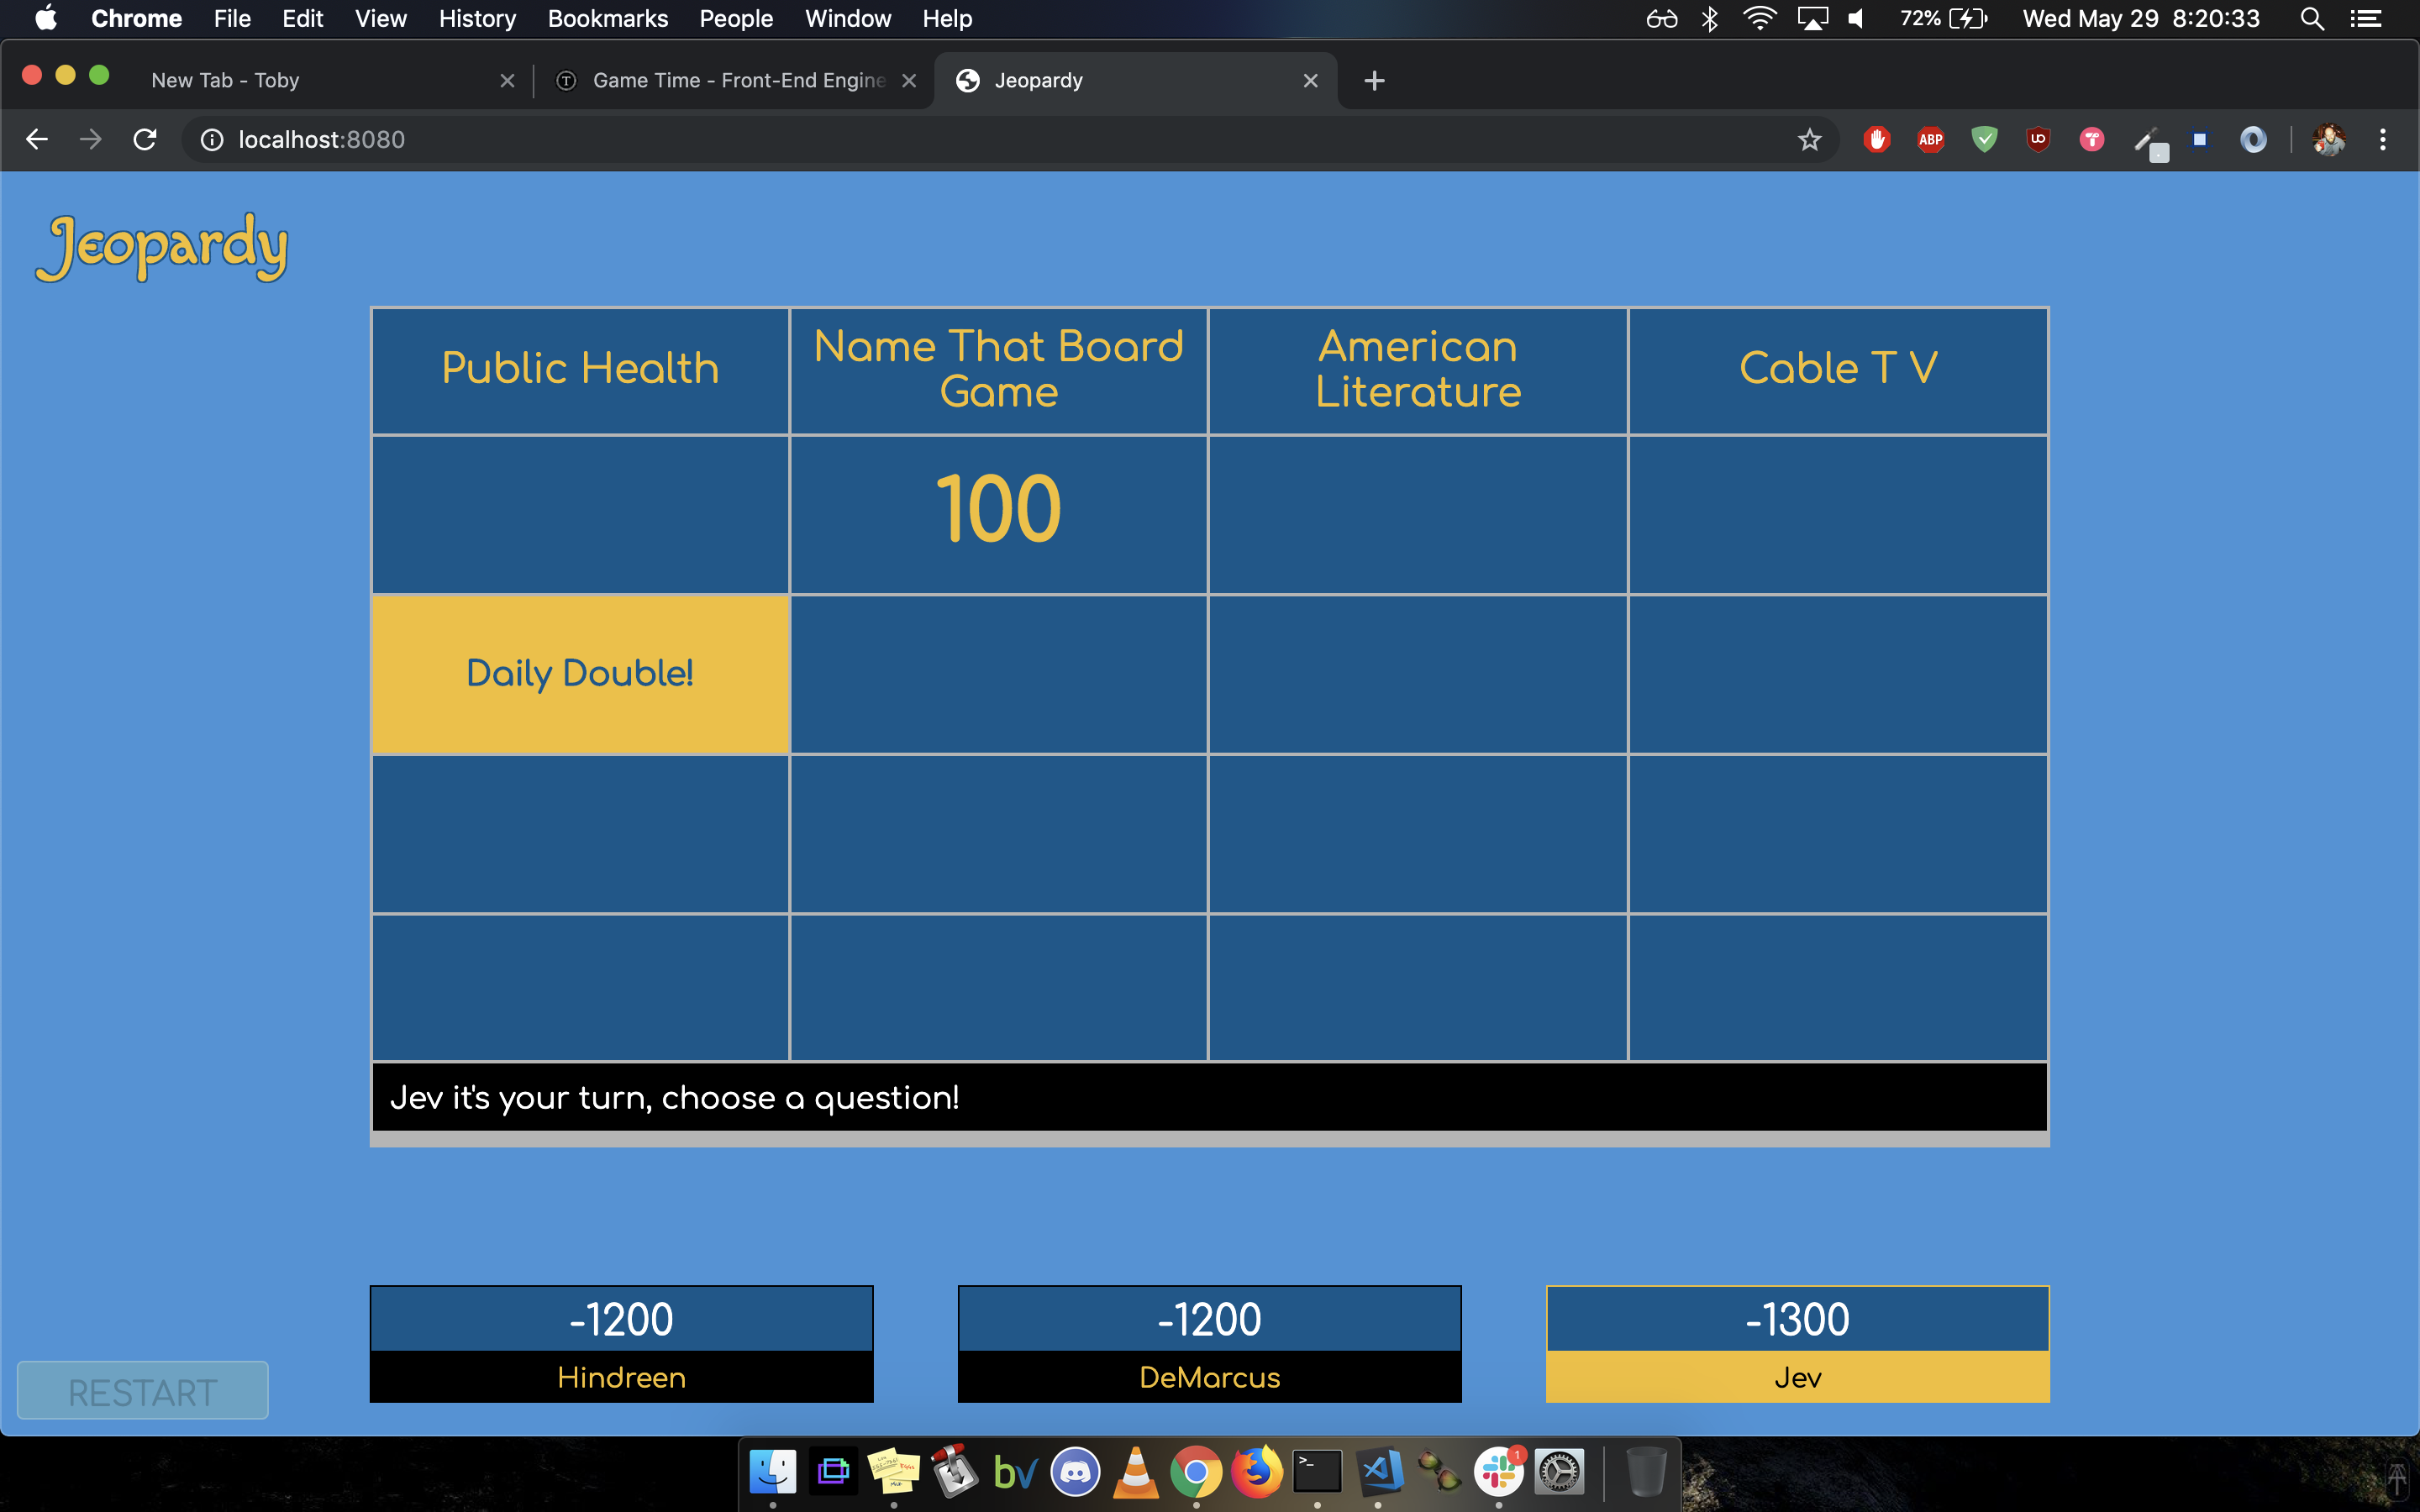 Chrome File Edit View History Bookmarks People Window Help 72% Wed May 29 8:20:33
New Tab - Toby Game Time - Front-End Engine Jeopardy
localhost:8080 ABP
Jeopardy
Public Health
Name That Board
Game
American
Literature
Cable T V
100
Daily Double!
Jev it's your turn, choose a question!
-1200 -1200 -1300
Hindreen DeMarcus Jev
RESTART
bv
1